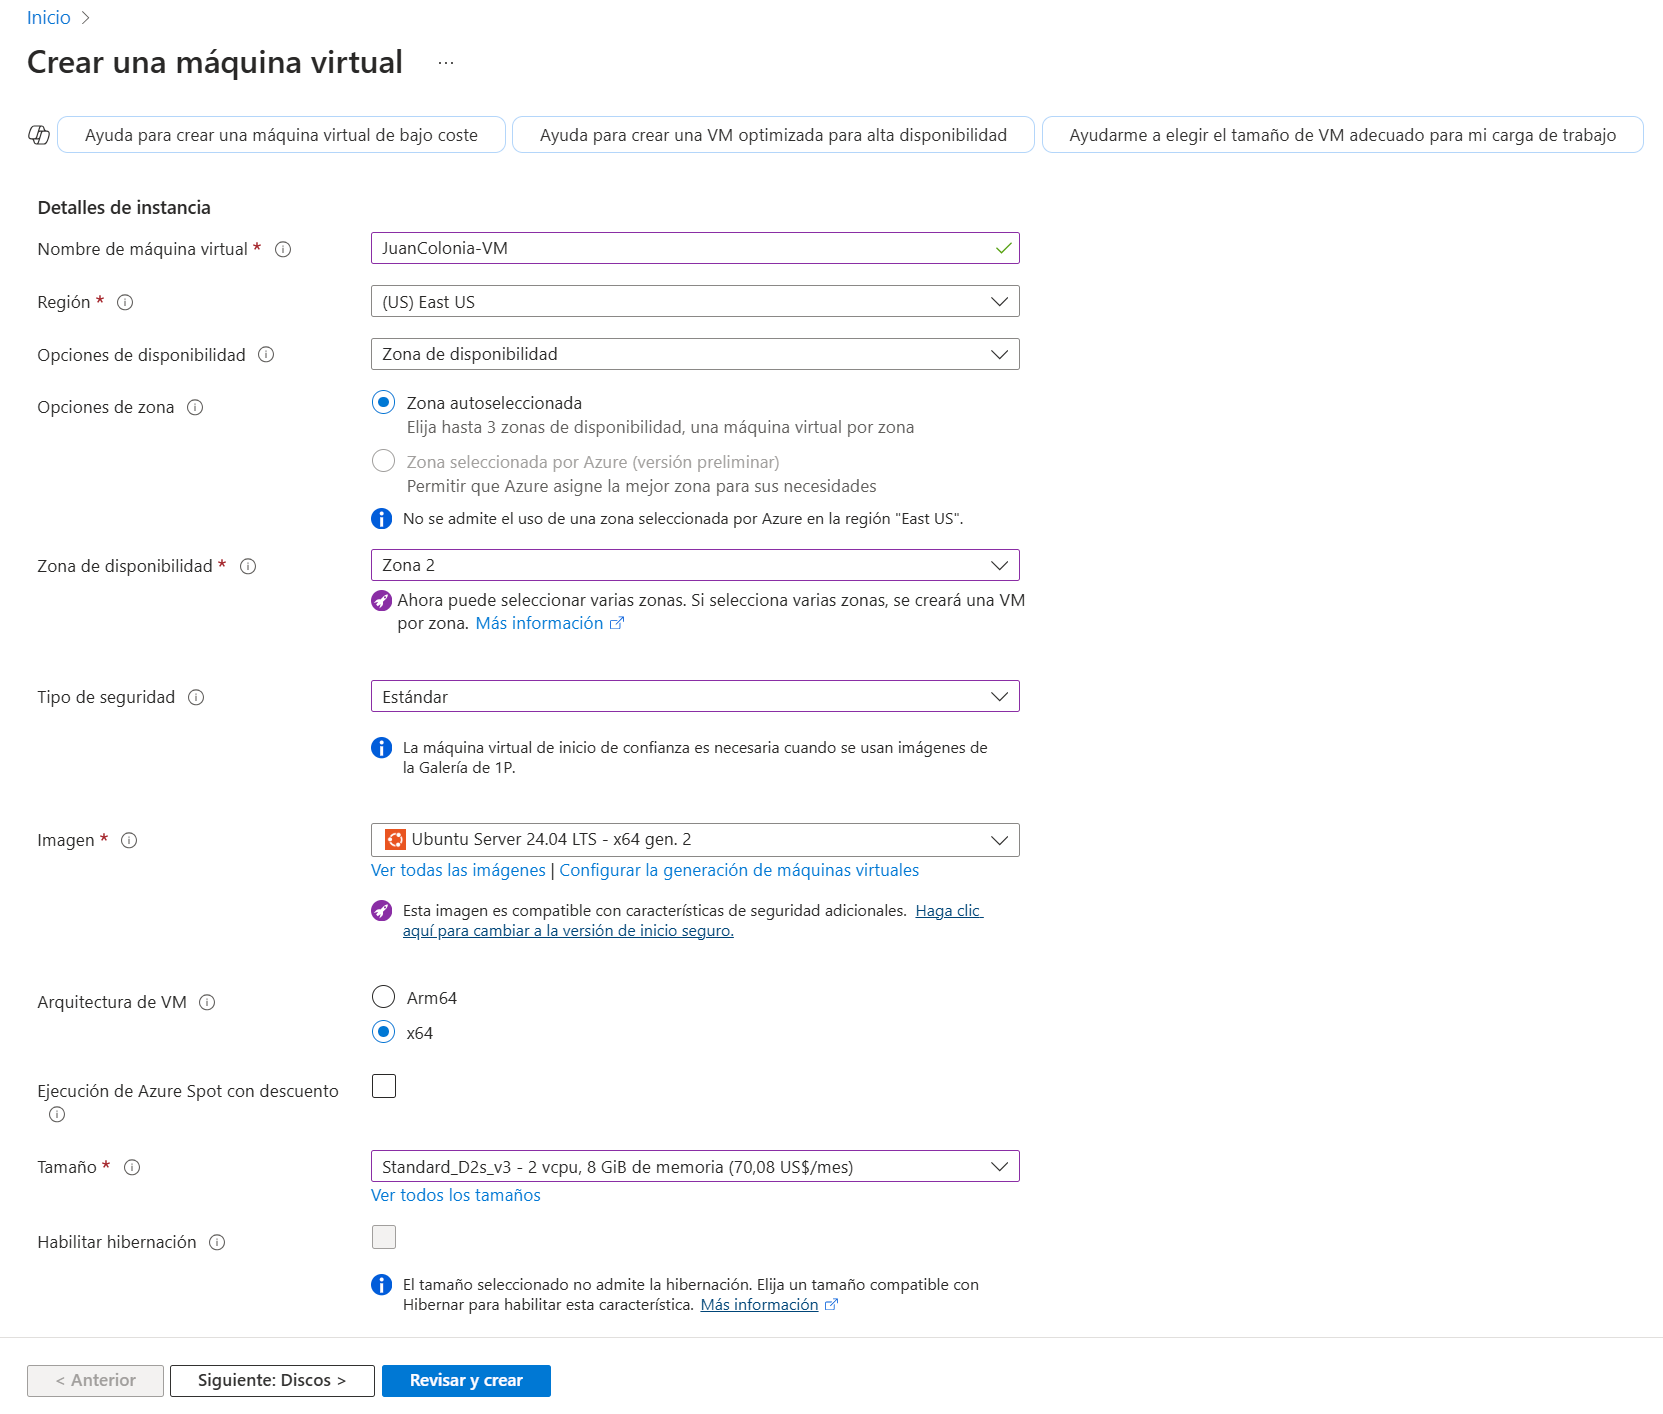 Inicio
Crear una máquina virtual ...
Ayuda para crear una máquina virtual de bajo coste
Ayuda para crear una VM optimizada para alta disponibilidad
Ayudarme a elegir el tamaño de VM adecuado para mi carga de trabajo
Detalles de instancia
Nombre de máquina virtual *
JuanColonia-VM
Región *
(US) East US
Opciones de disponibilidad
Zona de disponibilidad
Opciones de zona
Zona autoseleccionada
Elija hasta 3 zonas de disponibilidad, una máquina virtual por zona
Zona seleccionada por Azure (versión preliminar)
Permitir que Azure asigne la mejor zona para sus necesidades
No se admite el uso de una zona seleccionada por Azure en la región "East US".
Zona de disponibilidad *
Zona 2
Ahora puede seleccionar varias zonas. Si selecciona varias zonas, se creará una VM
por zona. Más información
Tipo de seguridad
Estándar
La máquina virtual de inicio de confianza es necesaria cuando se usan imágenes de
la Galería de 1P.
Imagen *
Ubuntu Server 24.04 LTS - x64 gen. 2
Ver todas las imágenes | Configurar la generación de máquinas virtuales
Esta imagen es compatible con características de seguridad adicionales. Haga clic
aquí para cambiar a la versión de inicio seguro.
Arquitectura de VM
Arm64
x64
Ejecución de Azure Spot con descuento
Tamaño *
Standard_D2s_v3 - 2 vcpu, 8 GiB de memoria (70,08 US$/mes)
Ver todos los tamaños
Habilitar hibernación
El tamaño seleccionado no admite la hibernación. Elija un tamaño compatible con
Hibernar para habilitar esta característica. Más información
< Anterior
Siguiente: Discos >
Revisar y crear